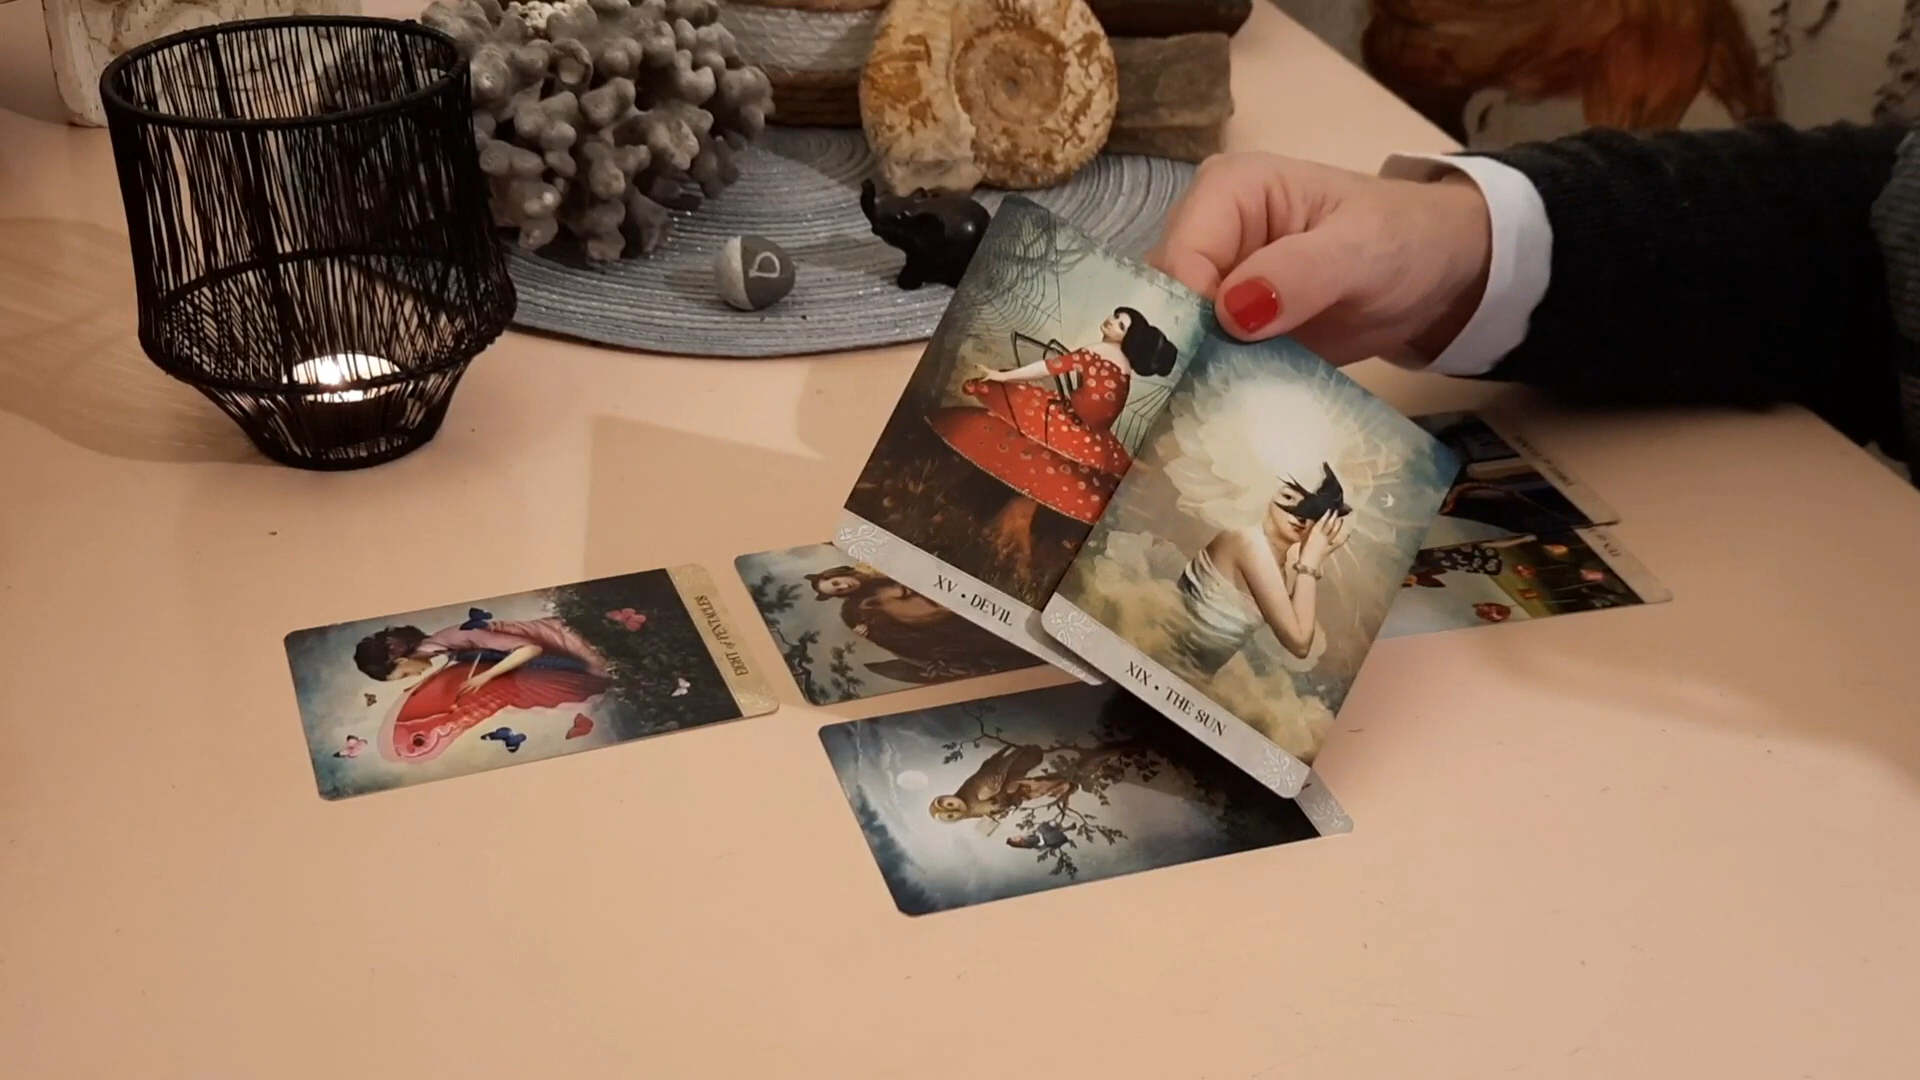 D
XV • DEVIL
XIX • THE SUN
EIGHT of PENTACLES